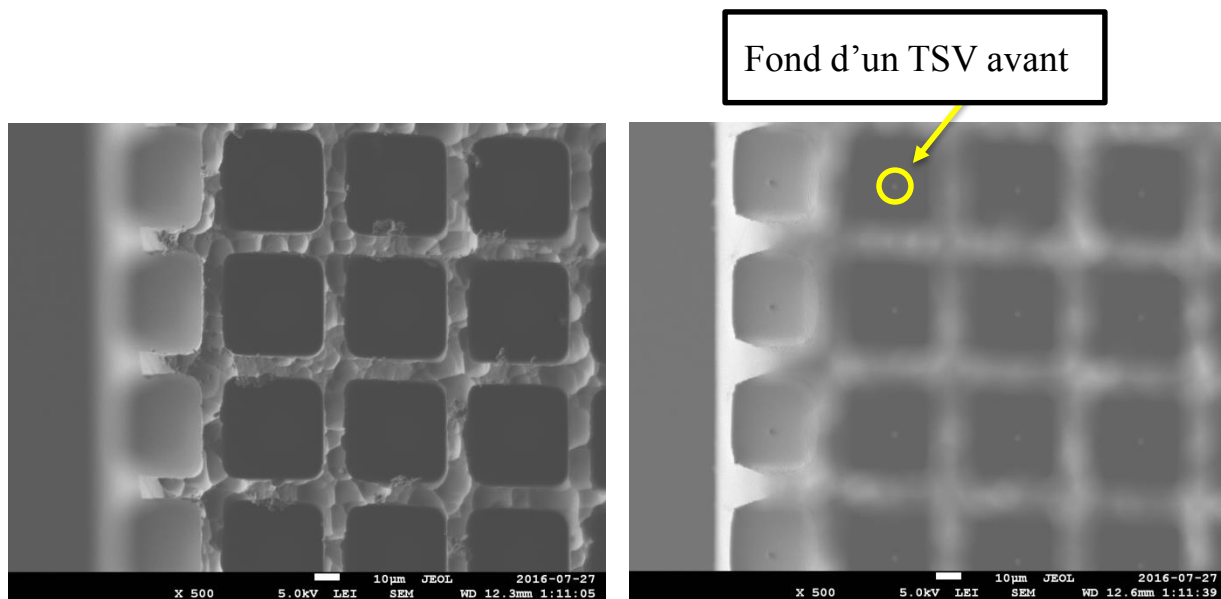 Fond d’un TSV avant
10µm JEOL 2016-07-27
X 500 5.0kV LEI SEM WD 12.3mm 1:11:05
10µm JEOL 2016-07-27
X 500 5.0kV LEI SEM WD 12.6mm 1:11:39